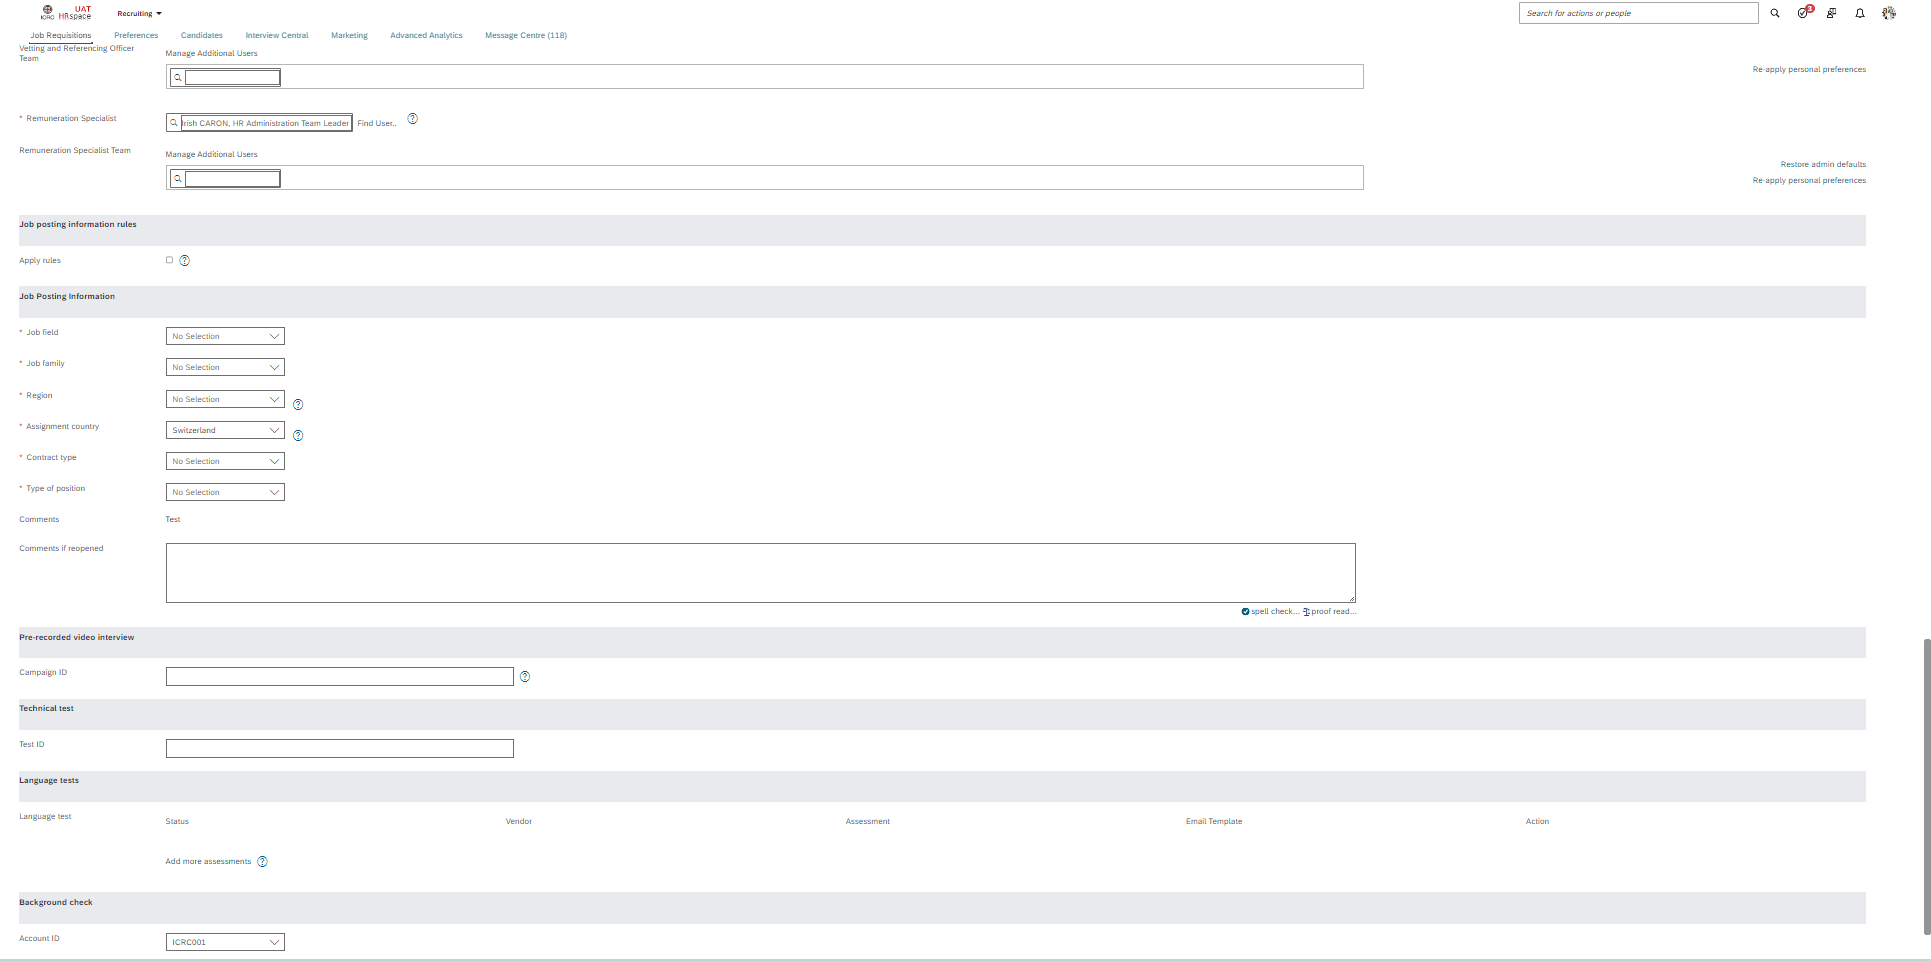 ICRC
UAT
HRspace
Recruiting
Search for actions or people
3
Job Requisitions
Preferences
Candidates
Interview Central
Marketing
Advanced Analytics
Message Centre (118)
Vetting and Referencing Officer
Team
Manage Additional Users
Re-apply personal preferences
* Remuneration Specialist
Irish CARON, HR Administration Team Leader
Find User..
?
Remuneration Specialist Team
Manage Additional Users
Restore admin defaults
Re-apply personal preferences
Job posting information rules
Apply rules
?
Job Posting Information
* Job field
No Selection
* Job family
No Selection
* Region
No Selection
?
* Assignment country
Switzerland
?
* Contract type
No Selection
* Type of position
No Selection
Comments
Test
Comments if reopened
spell check... proof read...
Pre-recorded video interview
Campaign ID
?
Technical test
Test ID
Language tests
Language test
Status
Vendor
Assessment
Email Template
Action
Add more assessments
?
Background check
Account ID
ICRC001